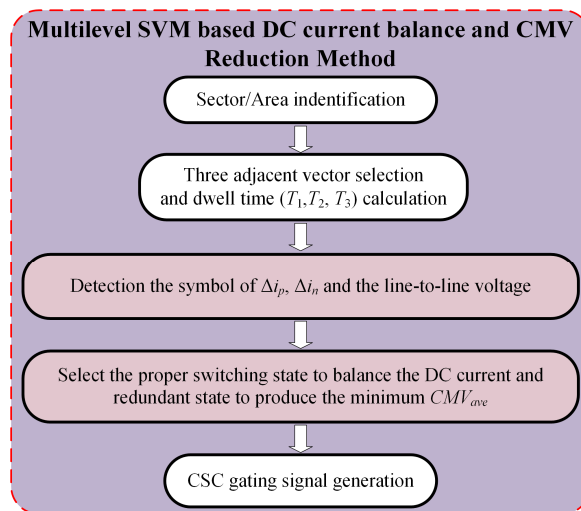 Multilevel SVM based DC current balance and CMV
Reduction Method
Sector/Area indentification
Three adjacent vector selection
and dwell time (T₁,T₂, T₃) calculation
Detection the symbol of Δiₚ, Δiₙ and the line-to-line voltage
Select the proper switching state to balance the DC current and
redundant state to produce the minimum CMVₐᵥₑ
CSC gating signal generation